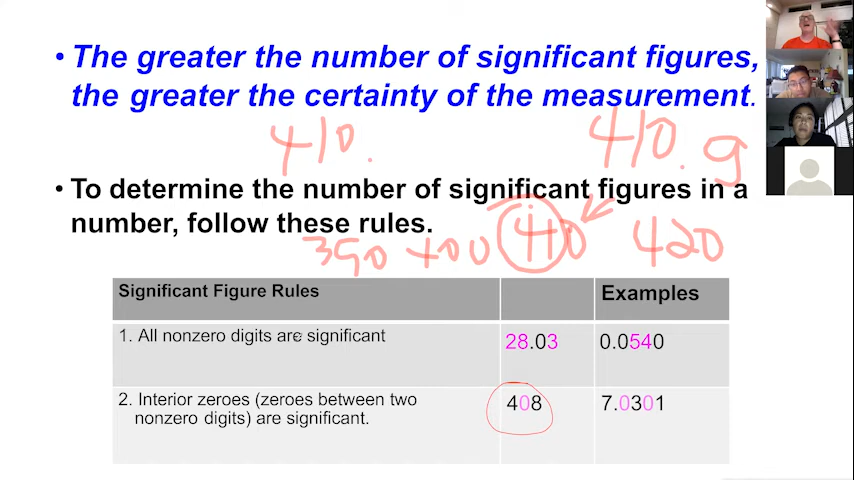 • The greater the number of significant figures,
the greater the certainty of the measurement.
410.
410. g
• To determine the number of significant figures in a
number, follow these rules.
390 400 410 420
Significant Figure Rules Examples
1. All nonzero digits are significant 28.03 0.0540
2. Interior zeroes (zeroes between two
nonzero digits) are significant. 408 7.0301